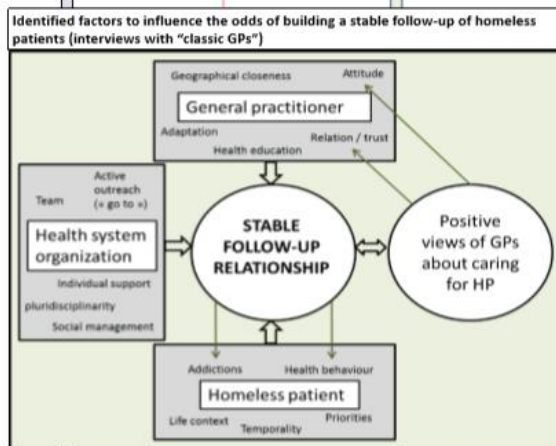 Identified factors to influence the odds of building a stable follow-up of homeless
patients (interviews with “classic GPs”)
Geographical closeness
Attitude
General practitioner
Adaptation
Relation / trust
Health education
Active
outreach
(« go to »)
Team
Health system
organization
Individual support
pluridisciplinarity
Social management
STABLE
FOLLOW-UP
RELATIONSHIP
Positive
views of GPs
about caring
for HP
Addictions
Health behaviour
Homeless patient
Life context
Temporality
Priorities